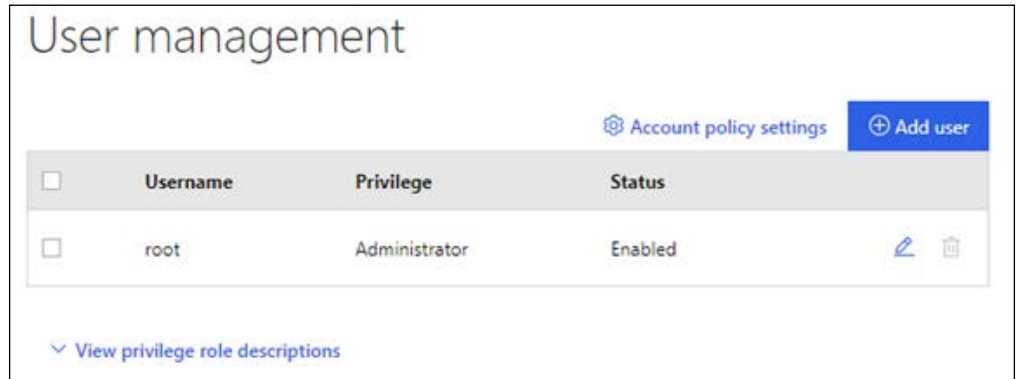 User management
Account policy settings Add user
Username Privilege Status
root Administrator Enabled
View privilege role descriptions